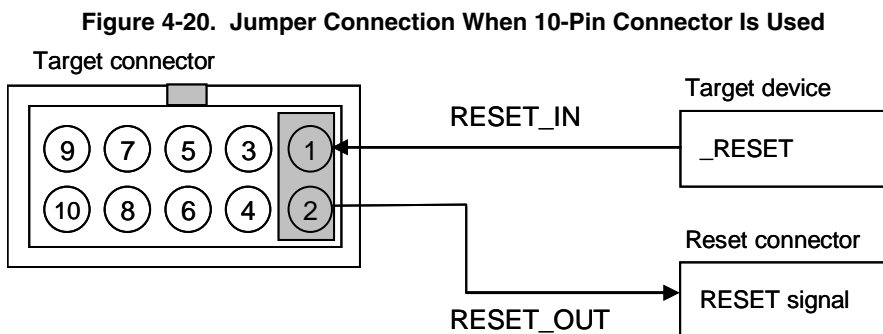 Figure 4-20. Jumper Connection When 10-Pin Connector Is Used
Target connector
Target device
RESET_IN
_RESET
9 7 5 3 1
10 8 6 4 2
Reset connector
RESET signal
RESET_OUT